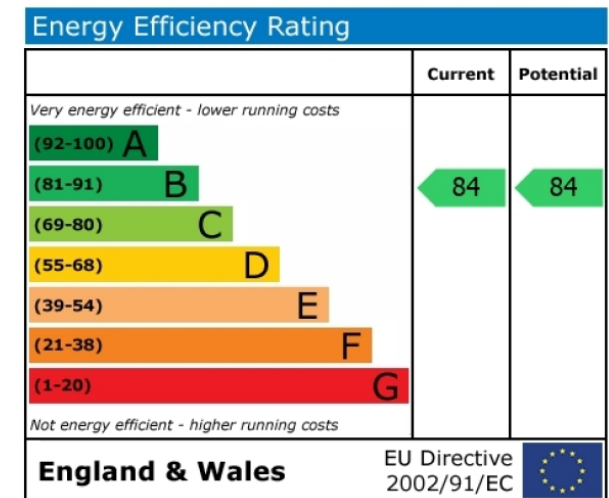 Energy Efficiency Rating
Current Potential
Very energy efficient - lower running costs
(92-100) A
(81-91) B 84 84
(69-80) C
(55-68) D
(39-54) E
(21-38) F
(1-20) G
Not energy efficient - higher running costs
England & Wales
EU Directive
2002/91/EC